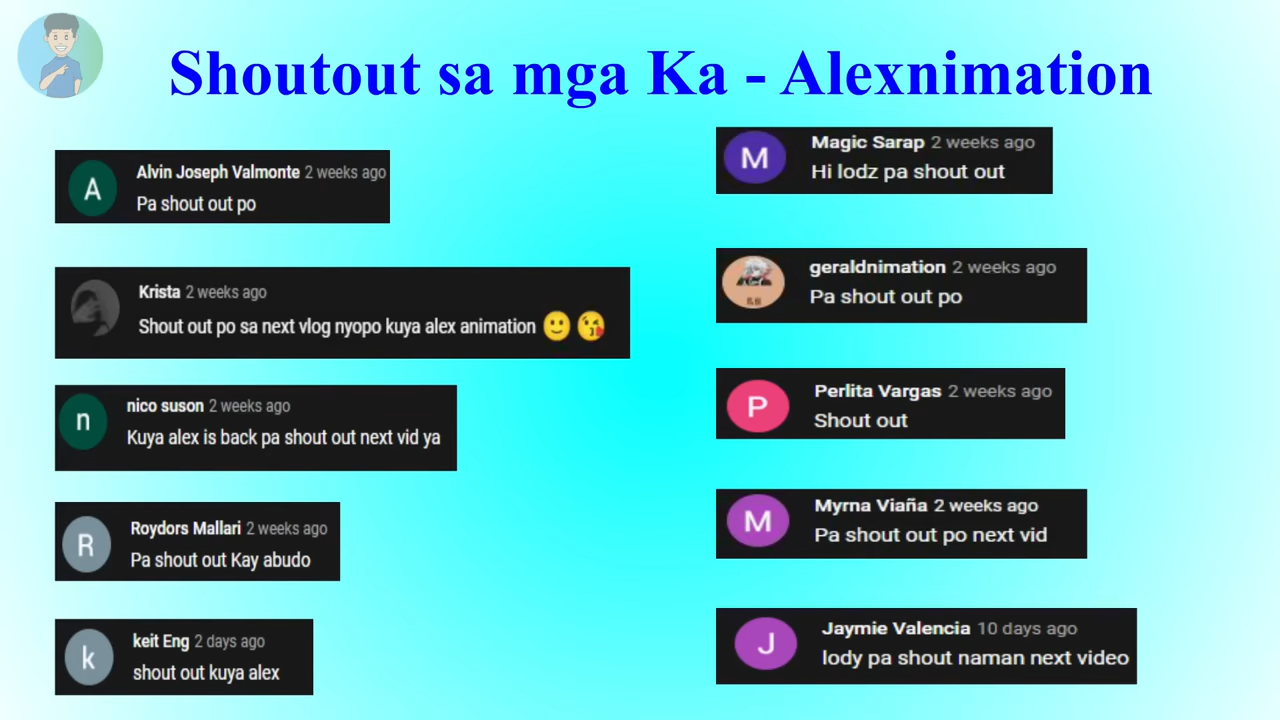 Shoutout sa mga Ka - Alexnimation
A
Alvin Joseph Valmonte 2 weeks ago
Pa shout out po
Krista 2 weeks ago
Shout out po sa next vlog nyopo kuya alex animation 🙂 😘
n
nico suson 2 weeks ago
Kuya alex is back pa shout out next vid ya
R
Roydors Mallari 2 weeks ago
Pa shout out Kay abudo
k
keit Eng 2 days ago
shout out kuya alex
M
Magic Sarap 2 weeks ago
Hi lodz pa shout out
geraldnimation 2 weeks ago
Pa shout out po
P
Perlita Vargas 2 weeks ago
Shout out
M
Myrna Viaña 2 weeks ago
Pa shout out po next vid
J
Jaymie Valencia 10 days ago
lody pa shout naman next video